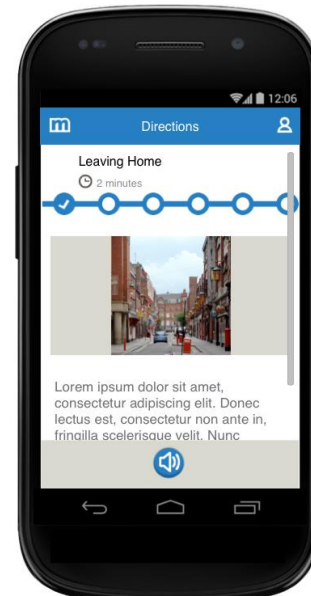 12:06
m
Directions
Leaving Home
2 minutes
Lorem ipsum dolor sit amet,
consectetur adipiscing elit. Donec
lectus est, consectetur non ante in,
fringilla scelerisque velit. Nunc